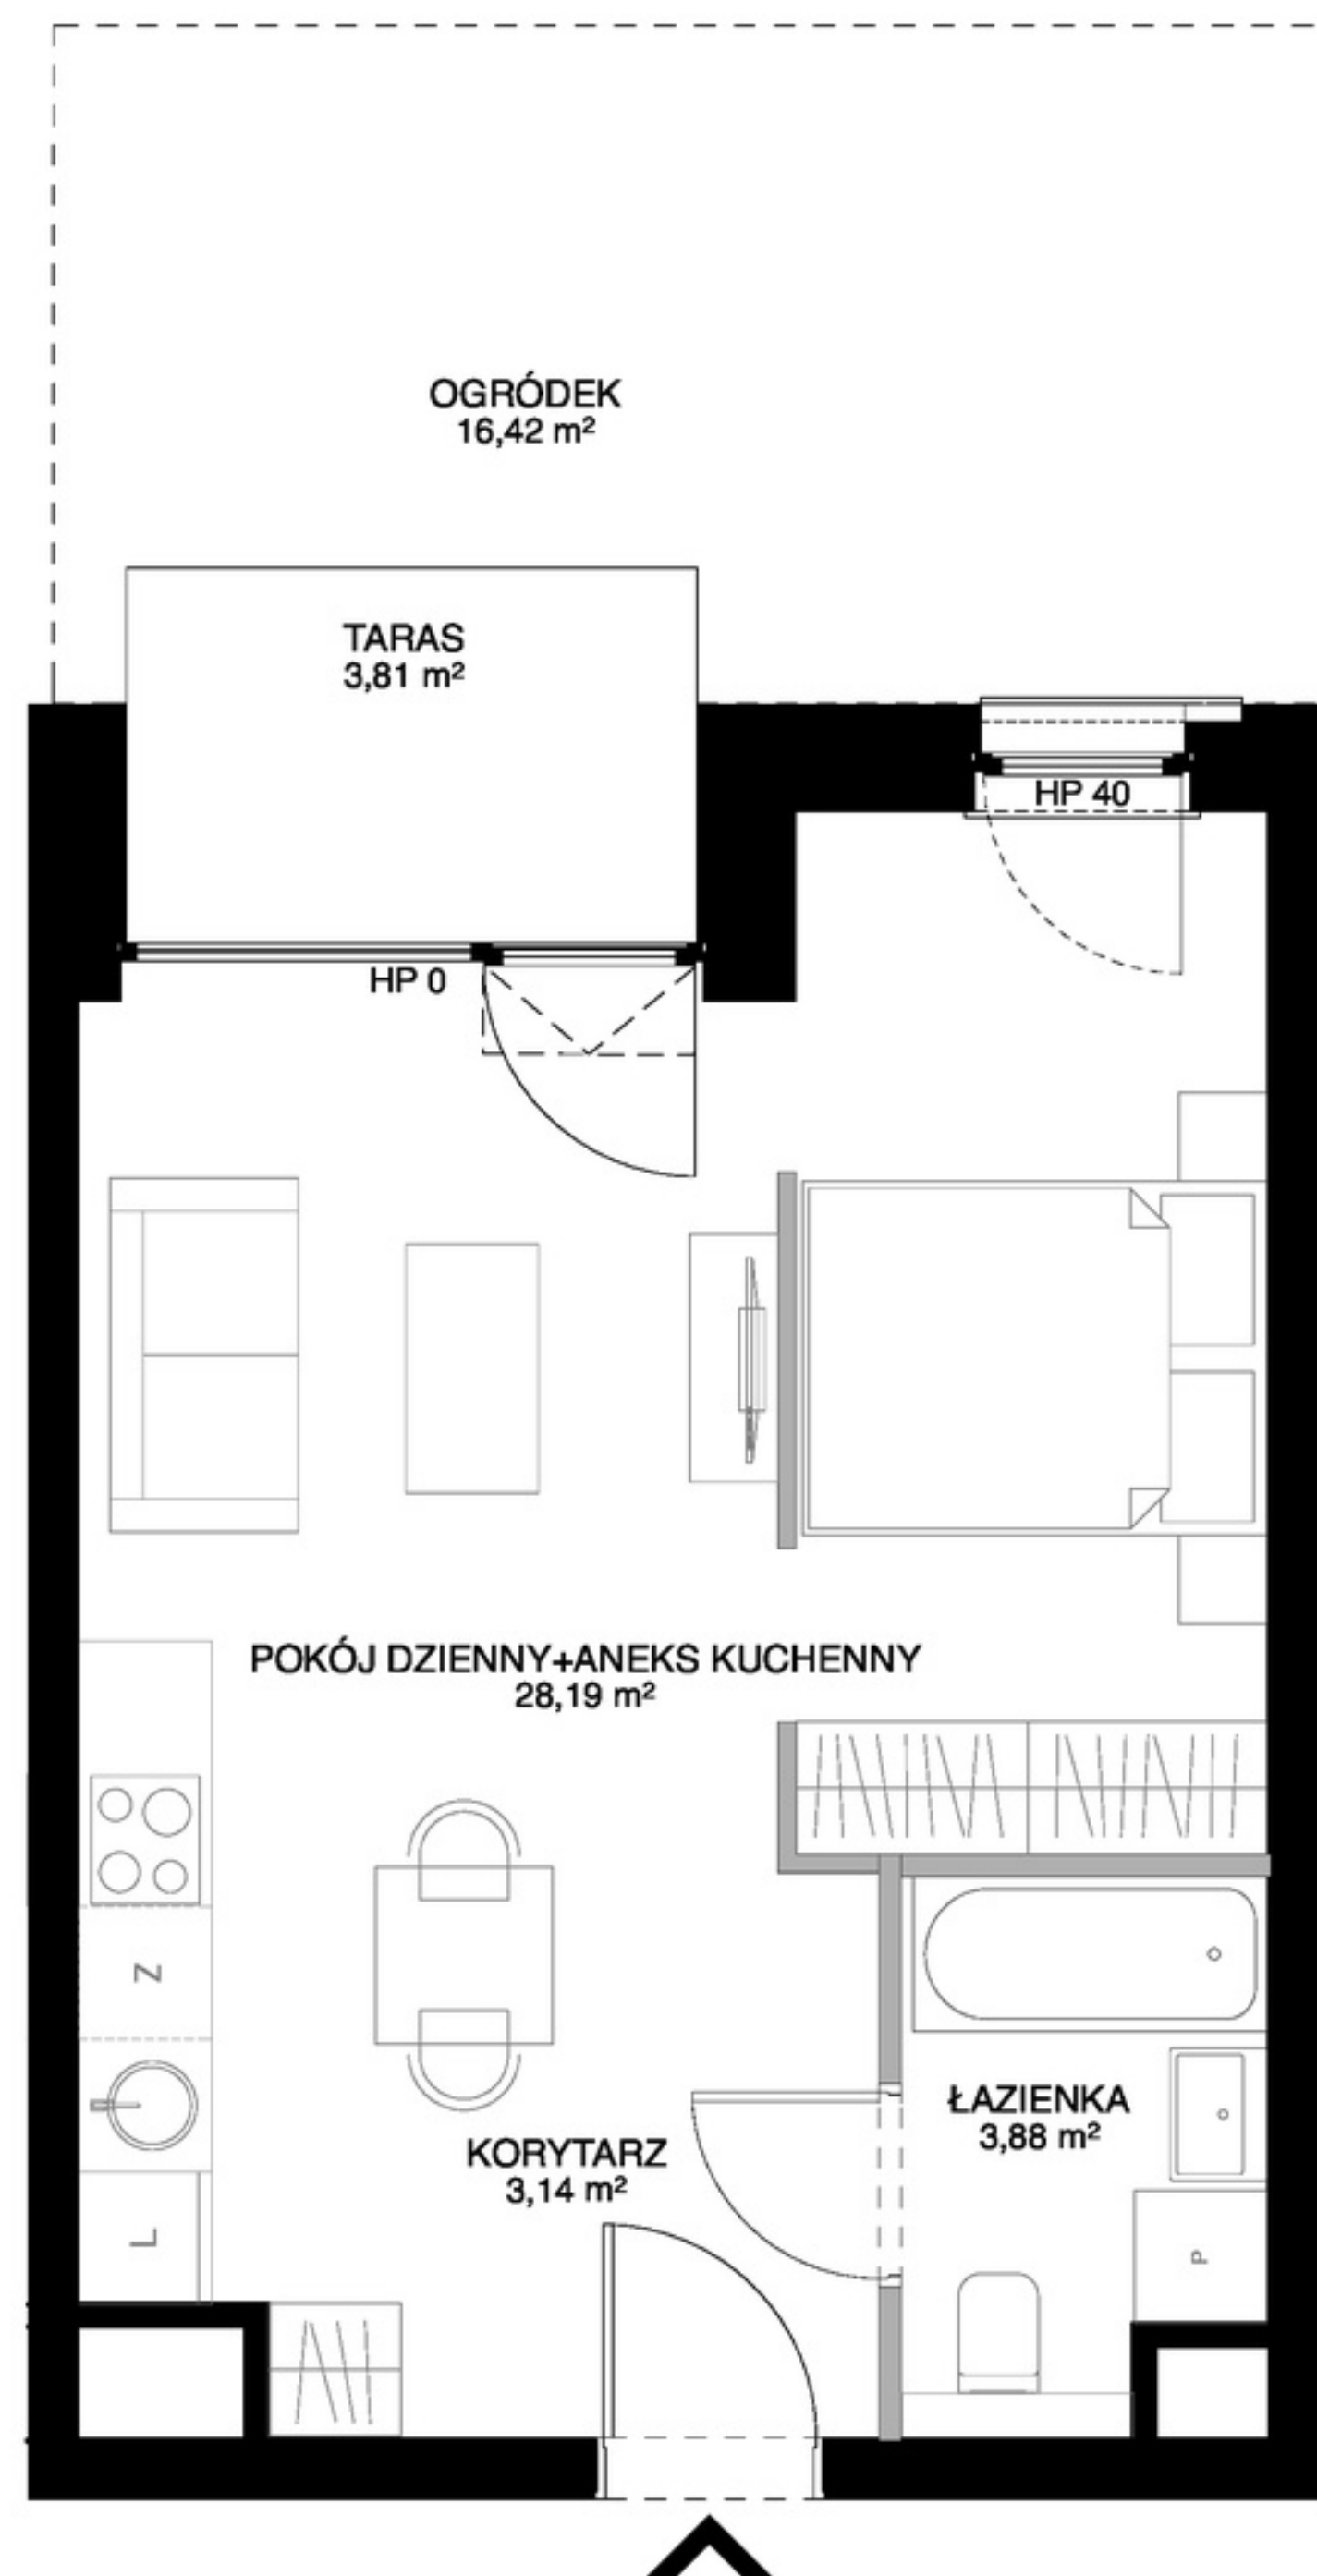 OGRÓDEK
16,42 m²
TARAS
3,81 m²
HP 40
HP 0
POKÓJ DZIENNY+ANEKS KUCHENNY
28,19 m²
Z
ŁAZIENKA
3,88 m²
KORYTARZ
3,14 m²
L
P